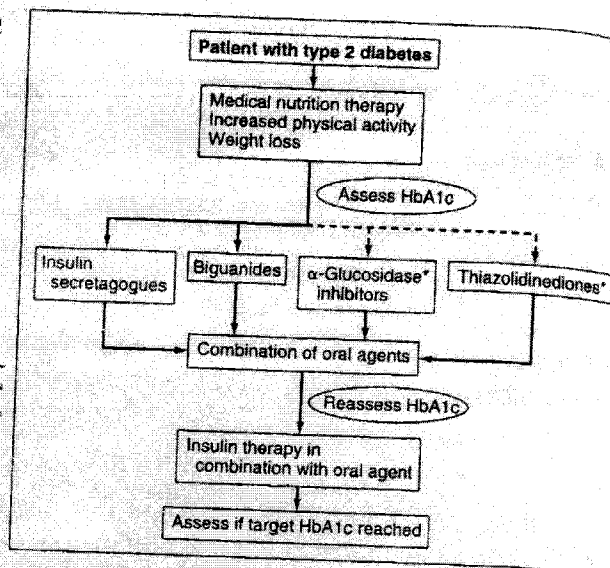 Patient with type 2 diabetes
Medical nutrition therapy
Increased physical activity
Weight loss
Assess HbA1c
Insulin
secretagogues
Biguanides
α-Glucosidase*
inhibitors
Thiazolidinediones*
Combination of oral agents
Reassess HbA1c
Insulin therapy in
combination with oral agent
Assess if target HbA1c reached